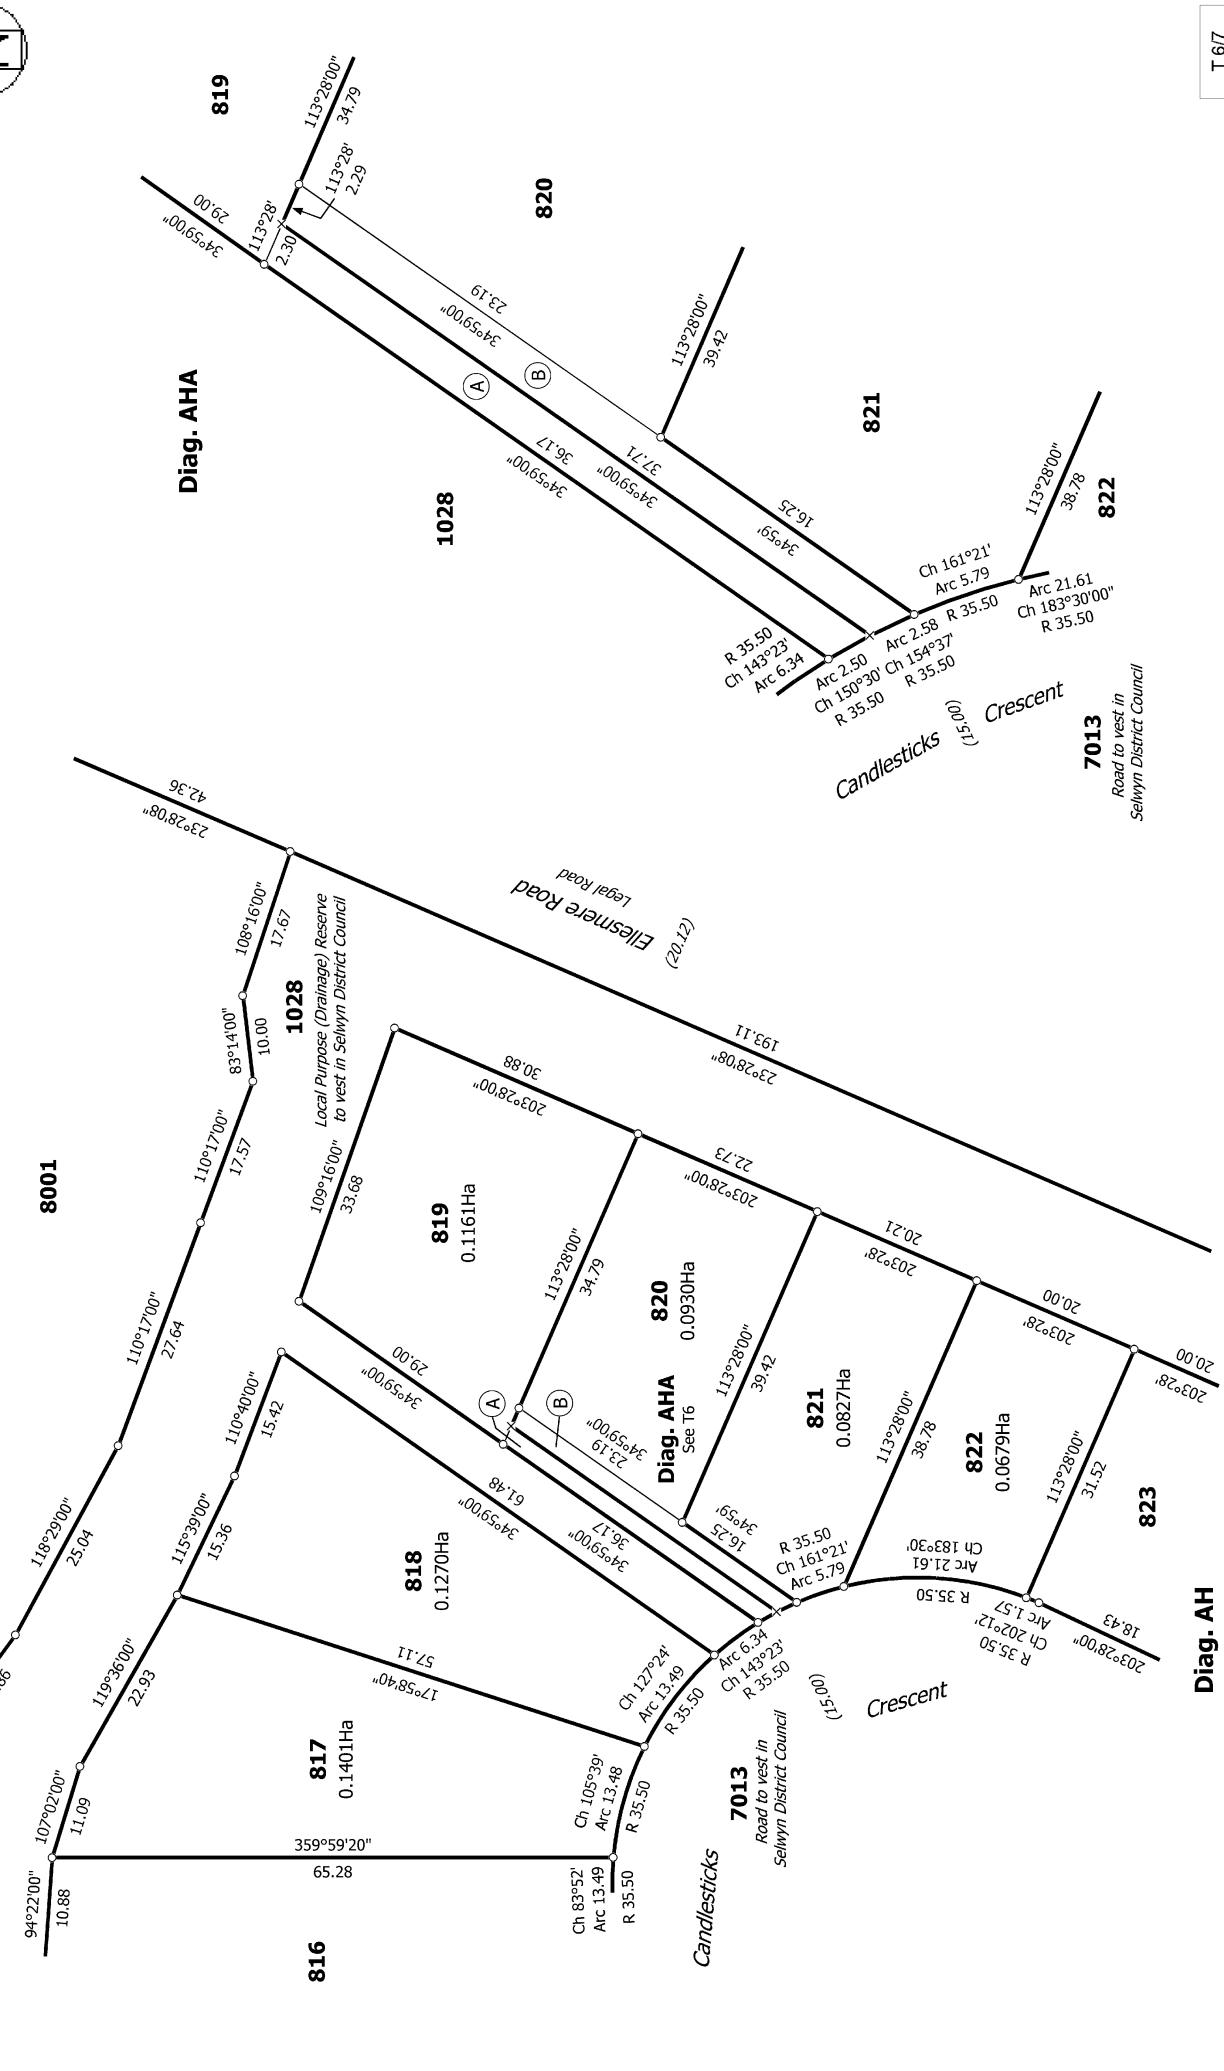 T 6/7
819
113°28'00"
34.79
113°28'
2.29
113°28'
2.30
29.00
34°59'00"
820
Diag. AHA
23.19
34°59'00"
A
B
113°28'00"
39.42
1028
36.17
34°59'00"
37.71
34°59'00"
821
16.25
34°59'
113°28'00"
38.78
822
Ch 161°21'
Arc 5.79
R 35.50
Arc 21.61
Ch 183°30'00"
R 35.50
R 35.50
Ch 143°23'
Arc 6.34
Arc 2.50
Ch 150°30'
R 35.50
Arc 2.58
Ch 154°37'
R 35.50
Candlesticks
(15.00)
Crescent
7013
Road to vest in
Selwyn District Council
42.36
23°28'08"
Ellesmere Road
Legal Road
(20.12)
193.11
23°28'08"
108°16'00"
17.67
83°14'00"
10.00
1028
Local Purpose (Drainage) Reserve
to vest in Selwyn District Council
110°17'00"
17.57
8001
110°17'00"
27.64
118°29'00"
25.04
109°16'00"
33.68
30.88
203°28'00"
819
0.1161Ha
113°28'00"
34.79
22.73
203°28'00"
820
0.0930Ha
113°28'00"
39.42
20.21
203°28'
821
0.0827Ha
113°28'00"
38.78
20.00
203°28'
822
0.0679Ha
113°28'00"
31.52
20.00
203°28'
823
29.00
34°59'00"
A
B
23.19
34°59'00"
Diag. AHA
See T6
16.25
34°59'
110°40'00"
15.42
115°39'00"
15.36
61.48
34°59'00"
36.17
34°59'00"
818
0.1270Ha
119°36'00"
22.93
57.11
17°58'40"
817
0.1401Ha
107°02'00"
11.09
359°59'20"
65.28
94°22'00"
10.88
816
R 35.50
Ch 161°21'
Arc 5.79
Ch 183°30'
Arc 21.61
R 35.50
Arc 1.57
Ch 202°12'
R 35.50
18.43
203°28'00"
Diag. AH
Arc 6.34
Ch 143°23'
R 35.50
Ch 127°24'
Arc 13.49
R 35.50
Ch 105°39'
Arc 13.48
R 35.50
Ch 83°52'
Arc 13.49
R 35.50
Candlesticks
(15.00)
Crescent
7013
Road to vest in
Selwyn District Council